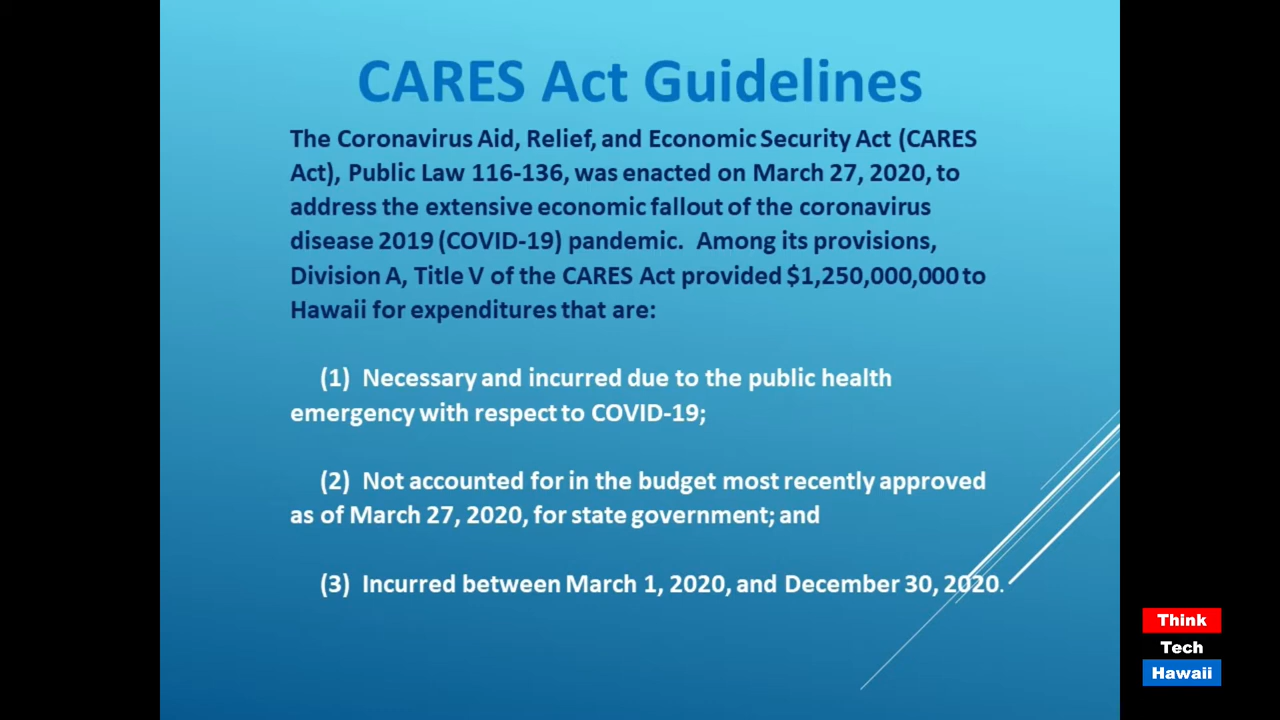 CARES Act Guidelines
The Coronavirus Aid, Relief, and Economic Security Act (CARES
Act), Public Law 116-136, was enacted on March 27, 2020, to
address the extensive economic fallout of the coronavirus
disease 2019 (COVID-19) pandemic.  Among its provisions,
Division A, Title V of the CARES Act provided $1,250,000,000 to
Hawaii for expenditures that are:
(1)  Necessary and incurred due to the public health
emergency with respect to COVID-19;
(2)  Not accounted for in the budget most recently approved
as of March 27, 2020, for state government; and
(3)  Incurred between March 1, 2020, and December 30, 2020.
Think
Tech
Hawaii